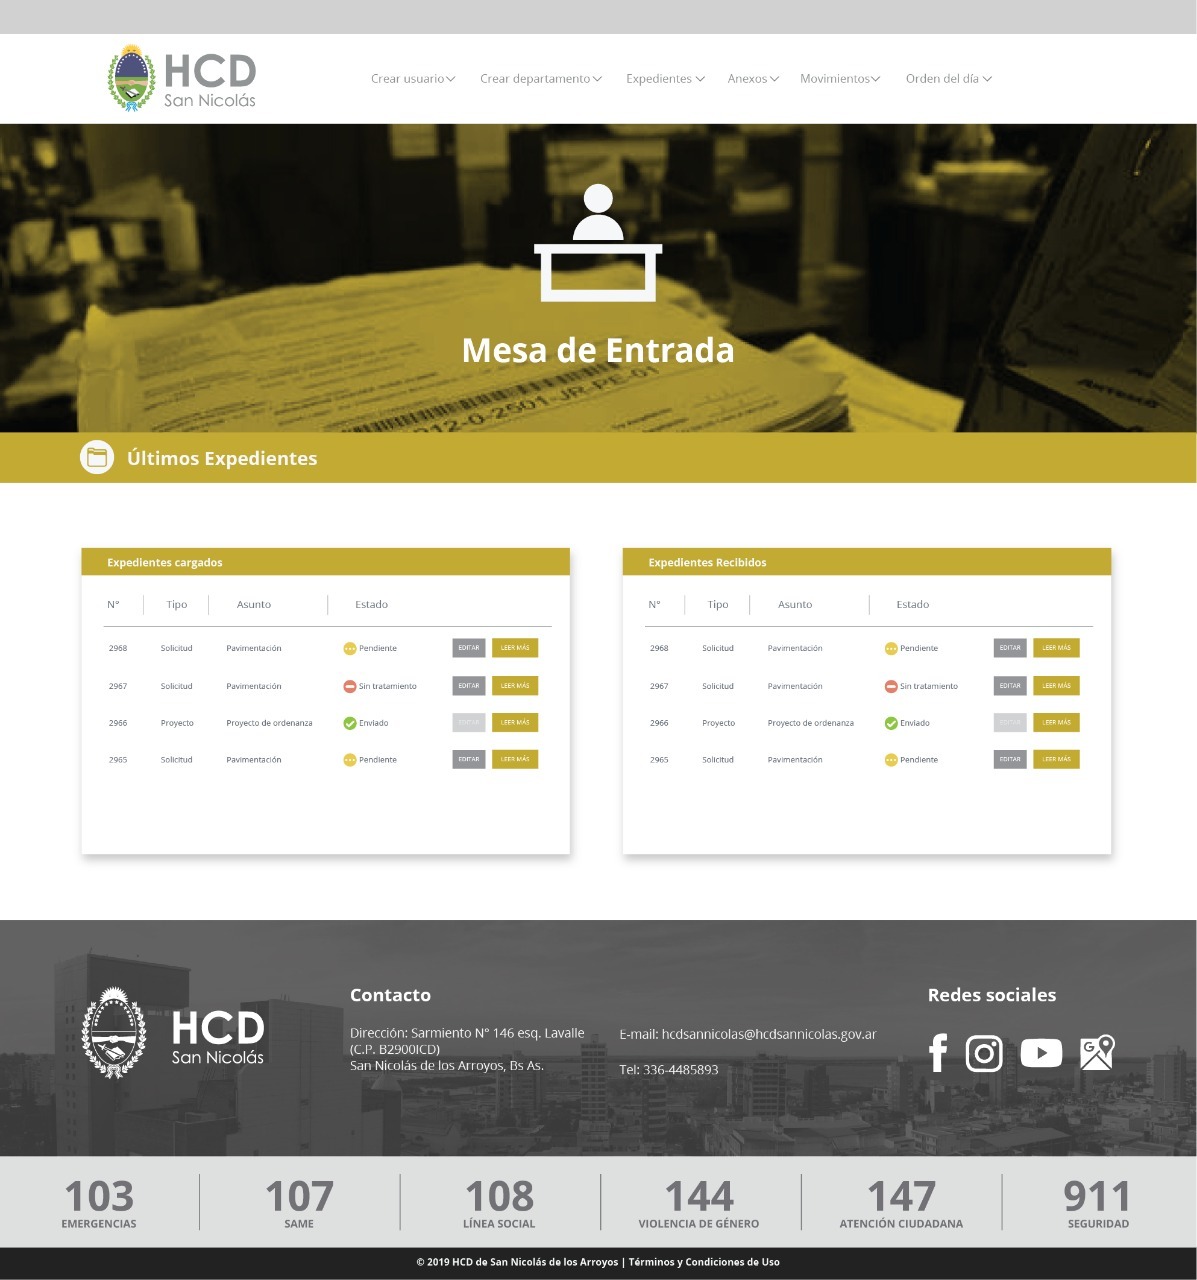 HCD
San Nicolás
Crear usuario Crear departamento Expedientes Anexos Movimientos Orden del día
Mesa de Entrada
Últimos Expedientes
Expedientes cargados
N° Tipo Asunto Estado
2968 Solicitud Pavimentación Pendiente EDITAR LEER MÁS
2967 Solicitud Pavimentación Sin tratamiento EDITAR LEER MÁS
2966 Proyecto Proyecto de ordenanza Enviado EDITAR LEER MÁS
2965 Solicitud Pavimentación Pendiente EDITAR LEER MÁS
Expedientes Recibidos
N° Tipo Asunto Estado
2968 Solicitud Pavimentación Pendiente EDITAR LEER MÁS
2967 Solicitud Pavimentación Sin tratamiento EDITAR LEER MÁS
2966 Proyecto Proyecto de ordenanza Enviado EDITAR LEER MÁS
2965 Solicitud Pavimentación Pendiente EDITAR LEER MÁS
HCD
San Nicolás
Contacto
Dirección: Sarmiento N° 146 esq. Lavalle
(C.P. B2900ICD)
San Nicolás de los Arroyos, Bs As.
E-mail: hcdsannicolas@hcdsannicolas.gov.ar
Tel: 336-4485893
Redes sociales
G
103
EMERGENCIAS
107
SAME
108
LÍNEA SOCIAL
144
VIOLENCIA DE GÉNERO
147
ATENCIÓN CIUDADANA
911
SEGURIDAD
© 2019 HCD de San Nicolás de los Arroyos | Términos y Condiciones de Uso